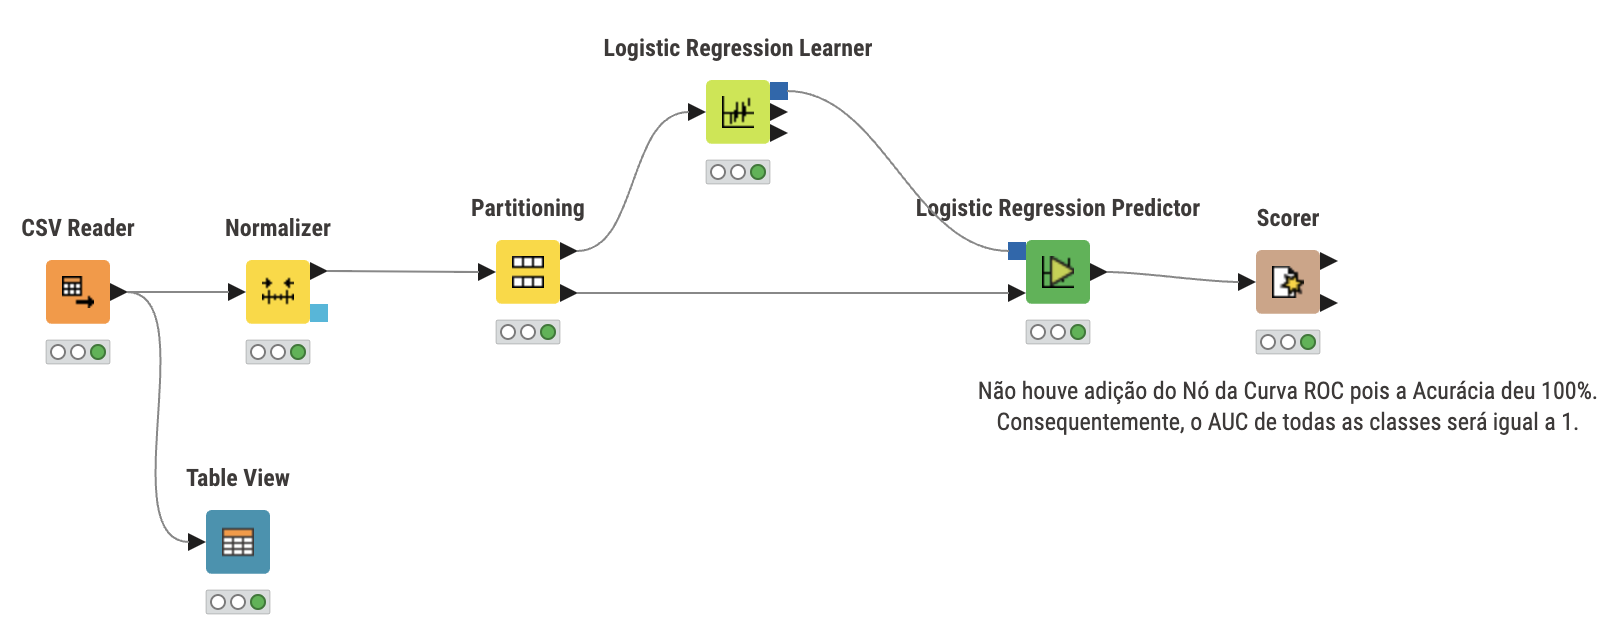 Logistic Regression Learner
Partitioning
Logistic Regression Predictor
Scorer
CSV Reader
Normalizer
Não houve adição do Nó da Curva ROC pois a Acurácia deu 100%.
Consequentemente, o AUC de todas as classes será igual a 1.
Table View